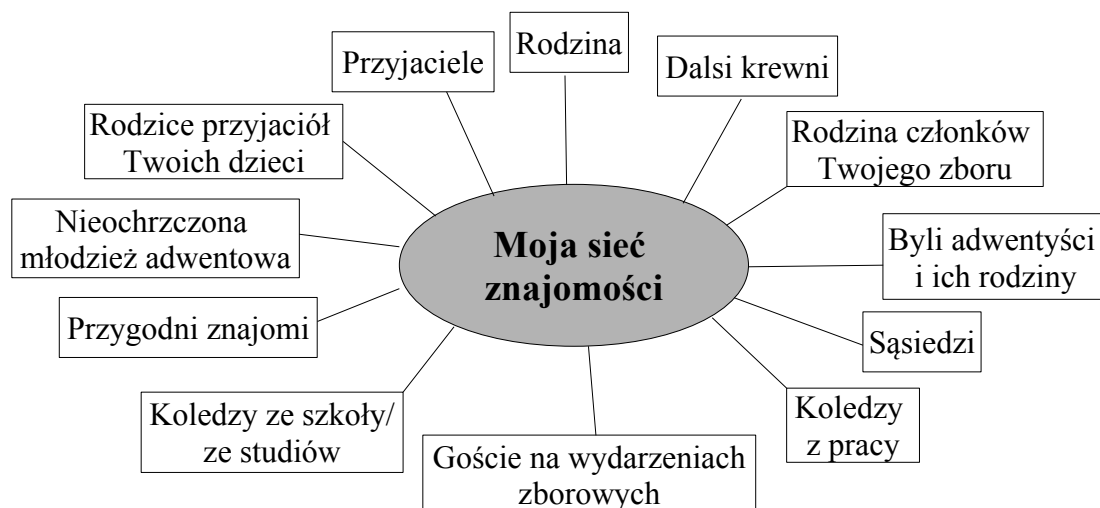 Rodzina
Przyjaciele
Dalsi krewni
Rodzice przyjaciół
Twoich dzieci
Rodzina członków
Twojego zboru
Nieochrzczona
młodzież adwentowa
Moja sieć
znajomości
Byli adwentyści
i ich rodziny
Przygodni znajomi
Sąsiedzi
Koledzy ze szkoły/
ze studiów
Koledzy
z pracy
Goście na wydarzeniach
zborowych